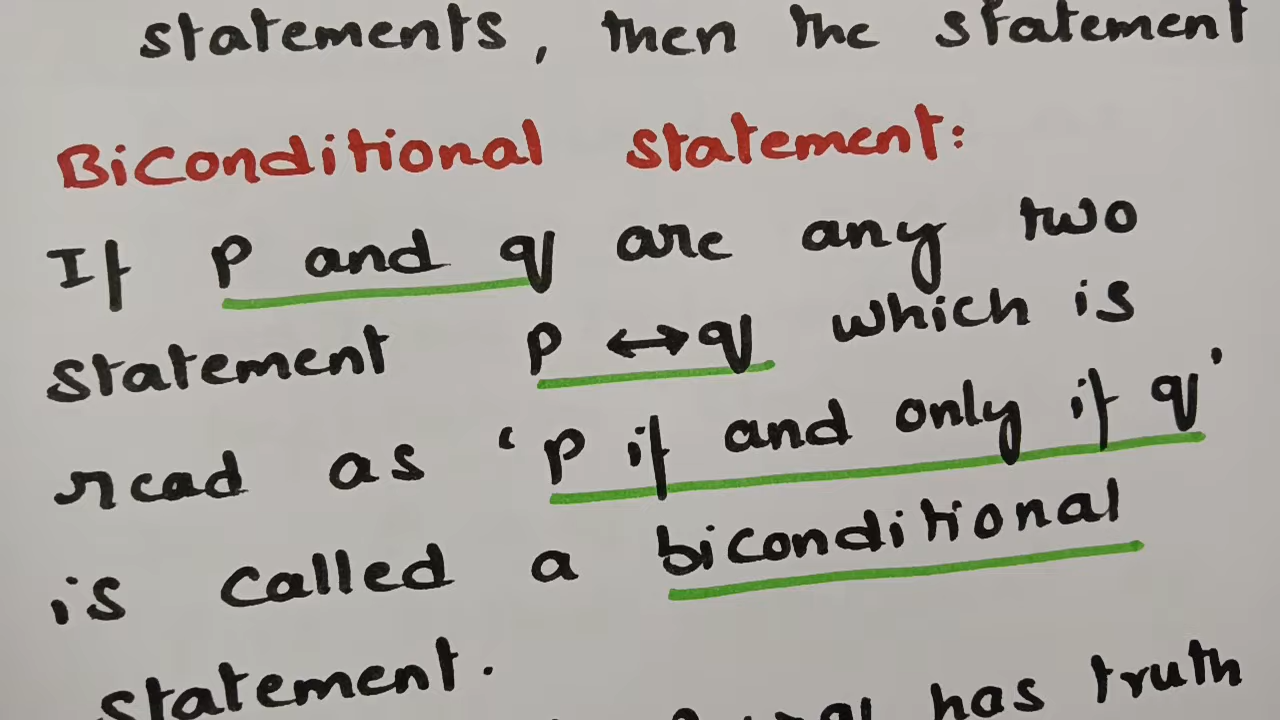 statements, then the statement
Biconditional statement:
If p and q are any two
statement p ↔ q which is
read as ‘p if and only if q’
is called a biconditional
statement.
has truth